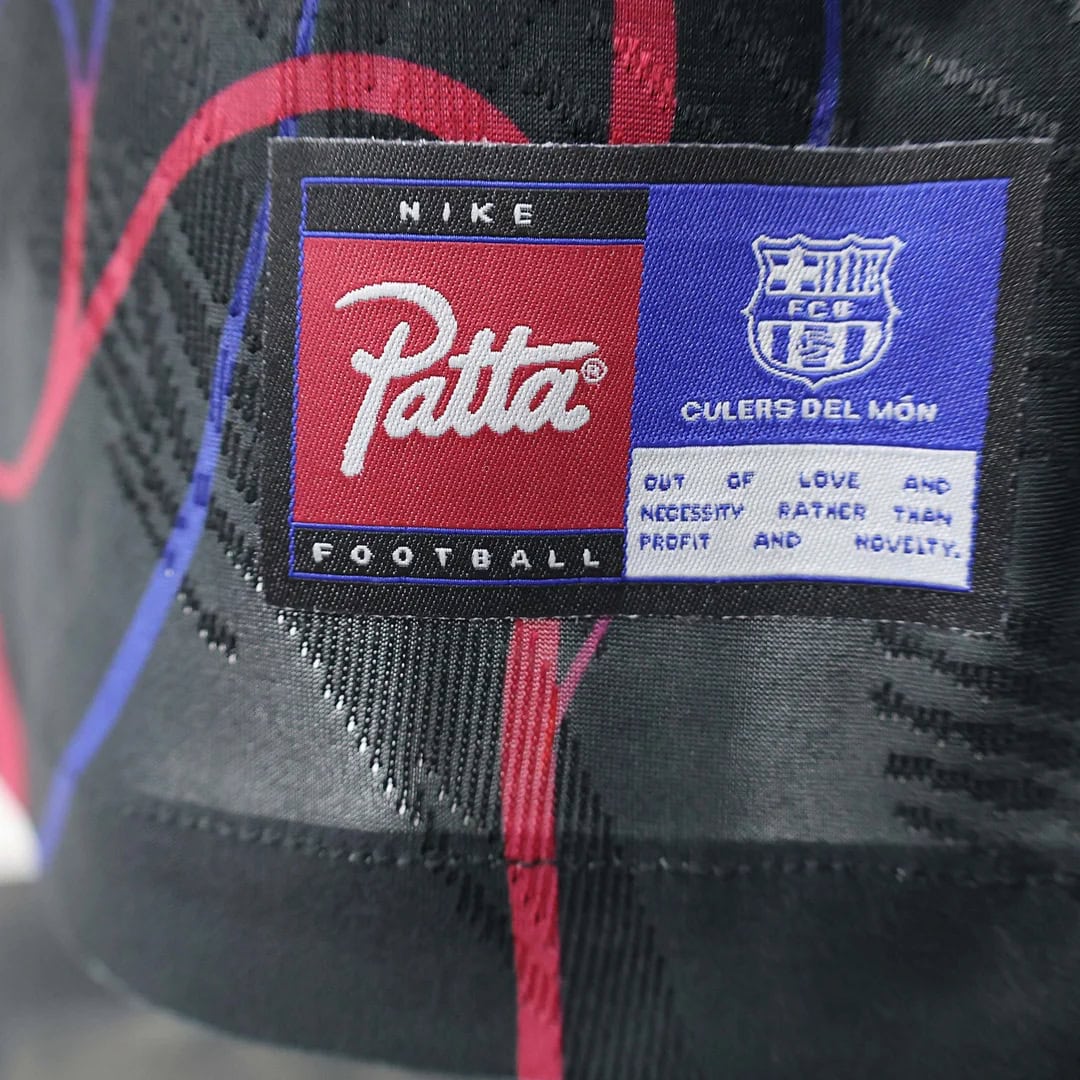 NIKE
Patta®
FOOTBALL
FCB
CULERS DEL MÓN
OUT OF LOVE AND
NECESSITY RATHER THAN
PROFIT AND NOVELTY.